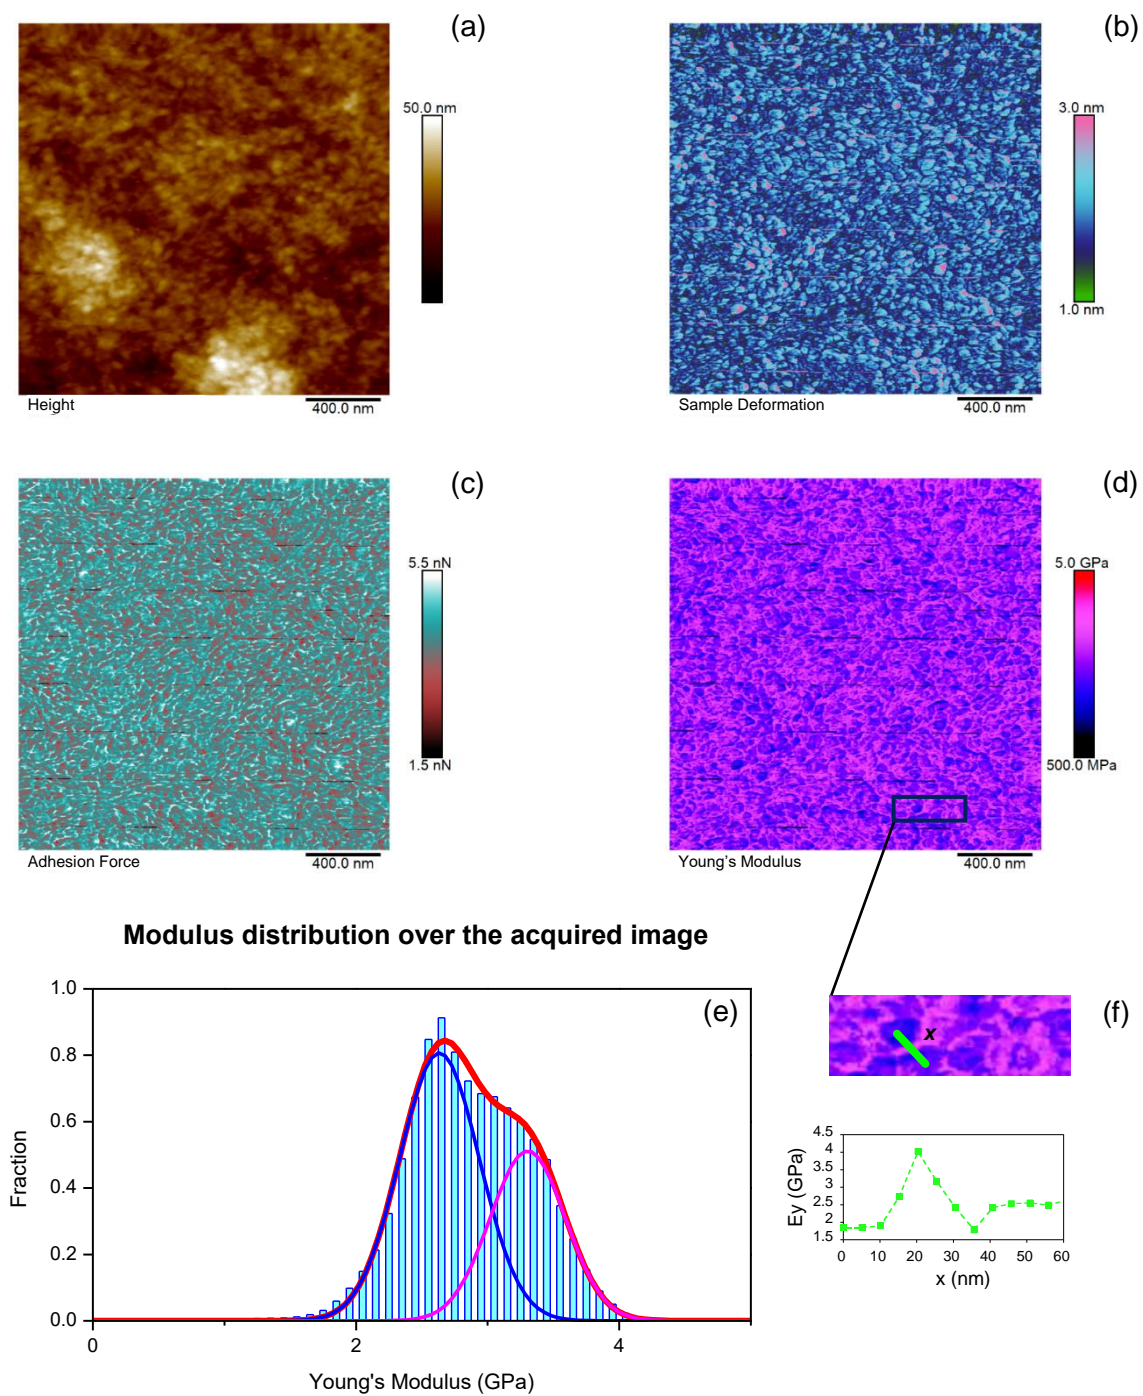 (a)
50.0 nm
Height
400.0 nm
(b)
3.0 nm
1.0 nm
Sample Deformation
400.0 nm
(c)
5.5 nN
1.5 nN
Adhesion Force
400.0 nm
(d)
5.0 GPa
500.0 MPa
Young's Modulus
400.0 nm
Modulus distribution over the acquired image
(e)
1.0
0.8
0.6
0.4
0.2
0.0
Fraction
0
2
4
Young's Modulus (GPa)
(f)
x
4.5
4
3.5
3
2.5
2
1.5
Ey (GPa)
0
10
20
30
40
50
60
x (nm)